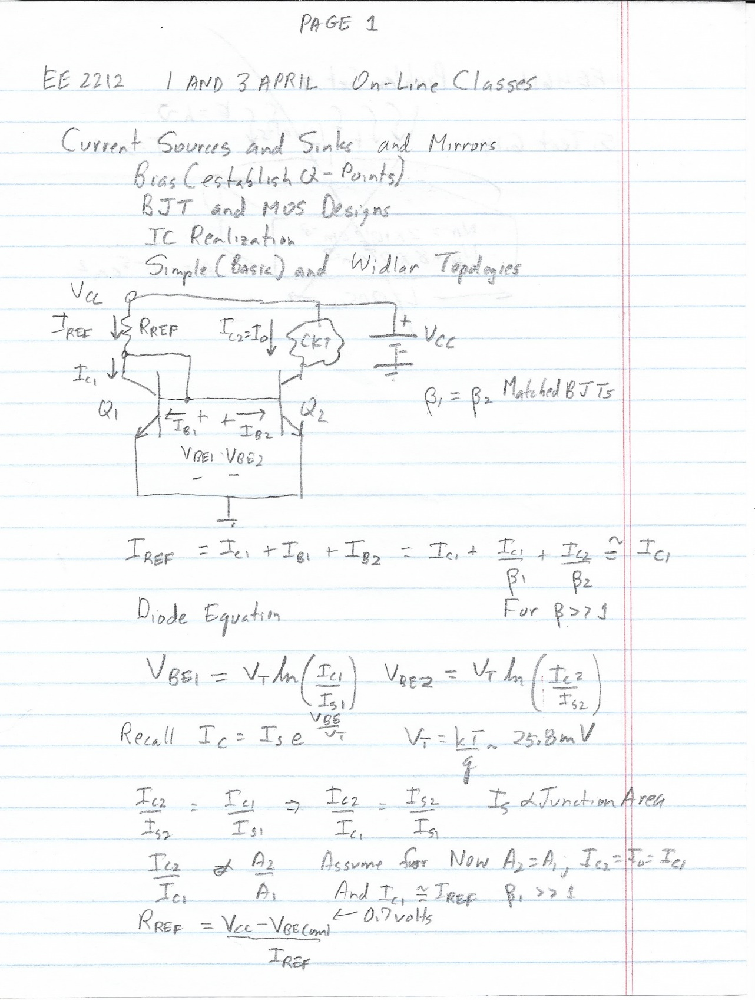 PAGE 1
EE 2212 1 AND 3 APRIL On-Line Classes
Current Sources and Sinks and Mirrors
Bias (establish Q-Points)
BJT and MOS Designs
IC Realization
Simple (Basic) and Widlar Topologies
VCC
IREF RREF IC2=IO CKT + VCC
IC1 -
Q1 Q2 β1 = β2 Matched BJTs
IB1 + + IB2
VBE1 VBE2
- -
IREF = IC1 + IB1 + IB2 = IC1 + IC1/β1 + IC2/β2 ≅ IC1
Diode Equation For β>>1
VBE1 = VT ln(IC1/IS1) VBE2 = VT ln(IC2/IS2)
Recall IC = IS e^(VBE/VT) VT = kT/q ~ 25.8mV
IC2/IS2 = IC1/IS1 ⇒ IC2/IC1 = IS2/IS1 IS ∝ Junction Area
IC2/IC1 ∝ A2/A1 Assume for Now A2=A1; IC2=IO=IC1
And IC1 ≅ IREF β1 >> 1
RREF = (VCC - VBE(on))/IREF ← 0.7 volts